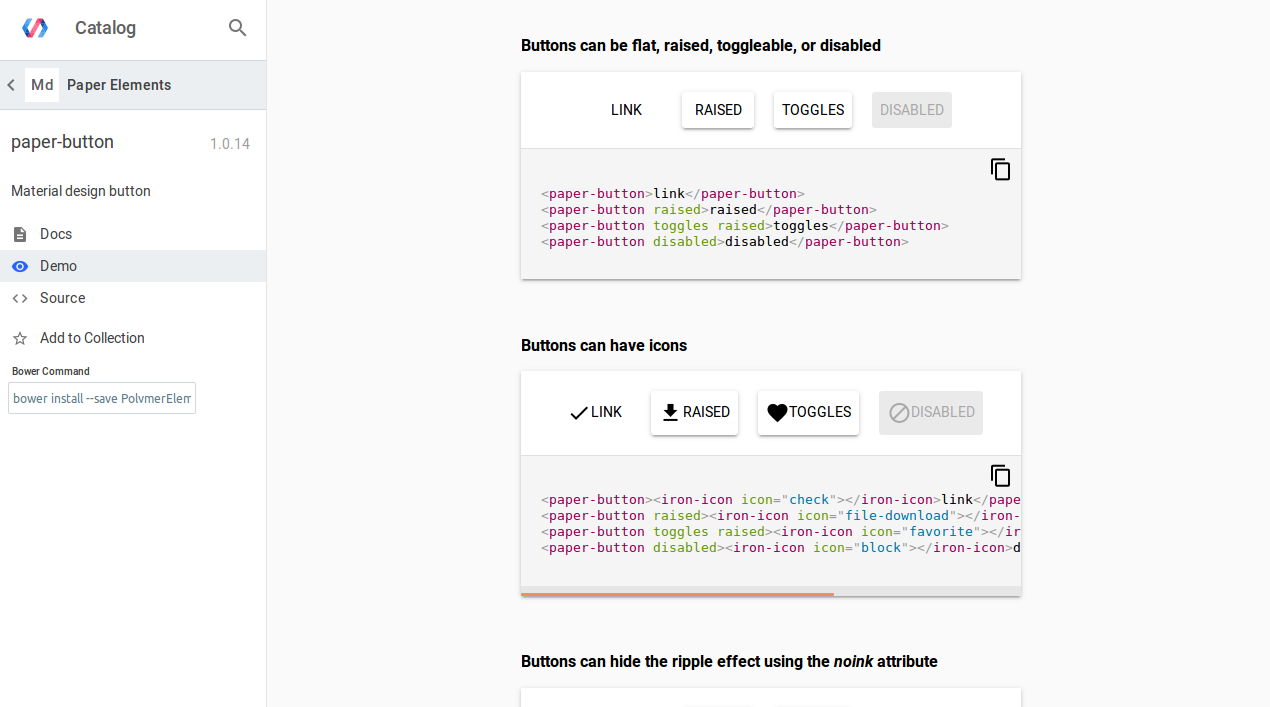 Catalog
Md Paper Elements
paper-button 1.0.14
Material design button
Docs
Demo
Source
Add to Collection
Bower Command
bower install --save PolymerElem
Buttons can be flat, raised, toggleable, or disabled
LINK RAISED TOGGLES DISABLED
<paper-button>link</paper-button>
<paper-button raised>raised</paper-button>
<paper-button toggles raised>toggles</paper-button>
<paper-button disabled>disabled</paper-button>
Buttons can have icons
LINK RAISED TOGGLES DISABLED
<paper-button><iron-icon icon="check"></iron-icon>link</pape
<paper-button raised><iron-icon icon="file-download"></iron-
<paper-button toggles raised><iron-icon icon="favorite"></ir
<paper-button disabled><iron-icon icon="block"></iron-icon>d
Buttons can hide the ripple effect using the noink attribute